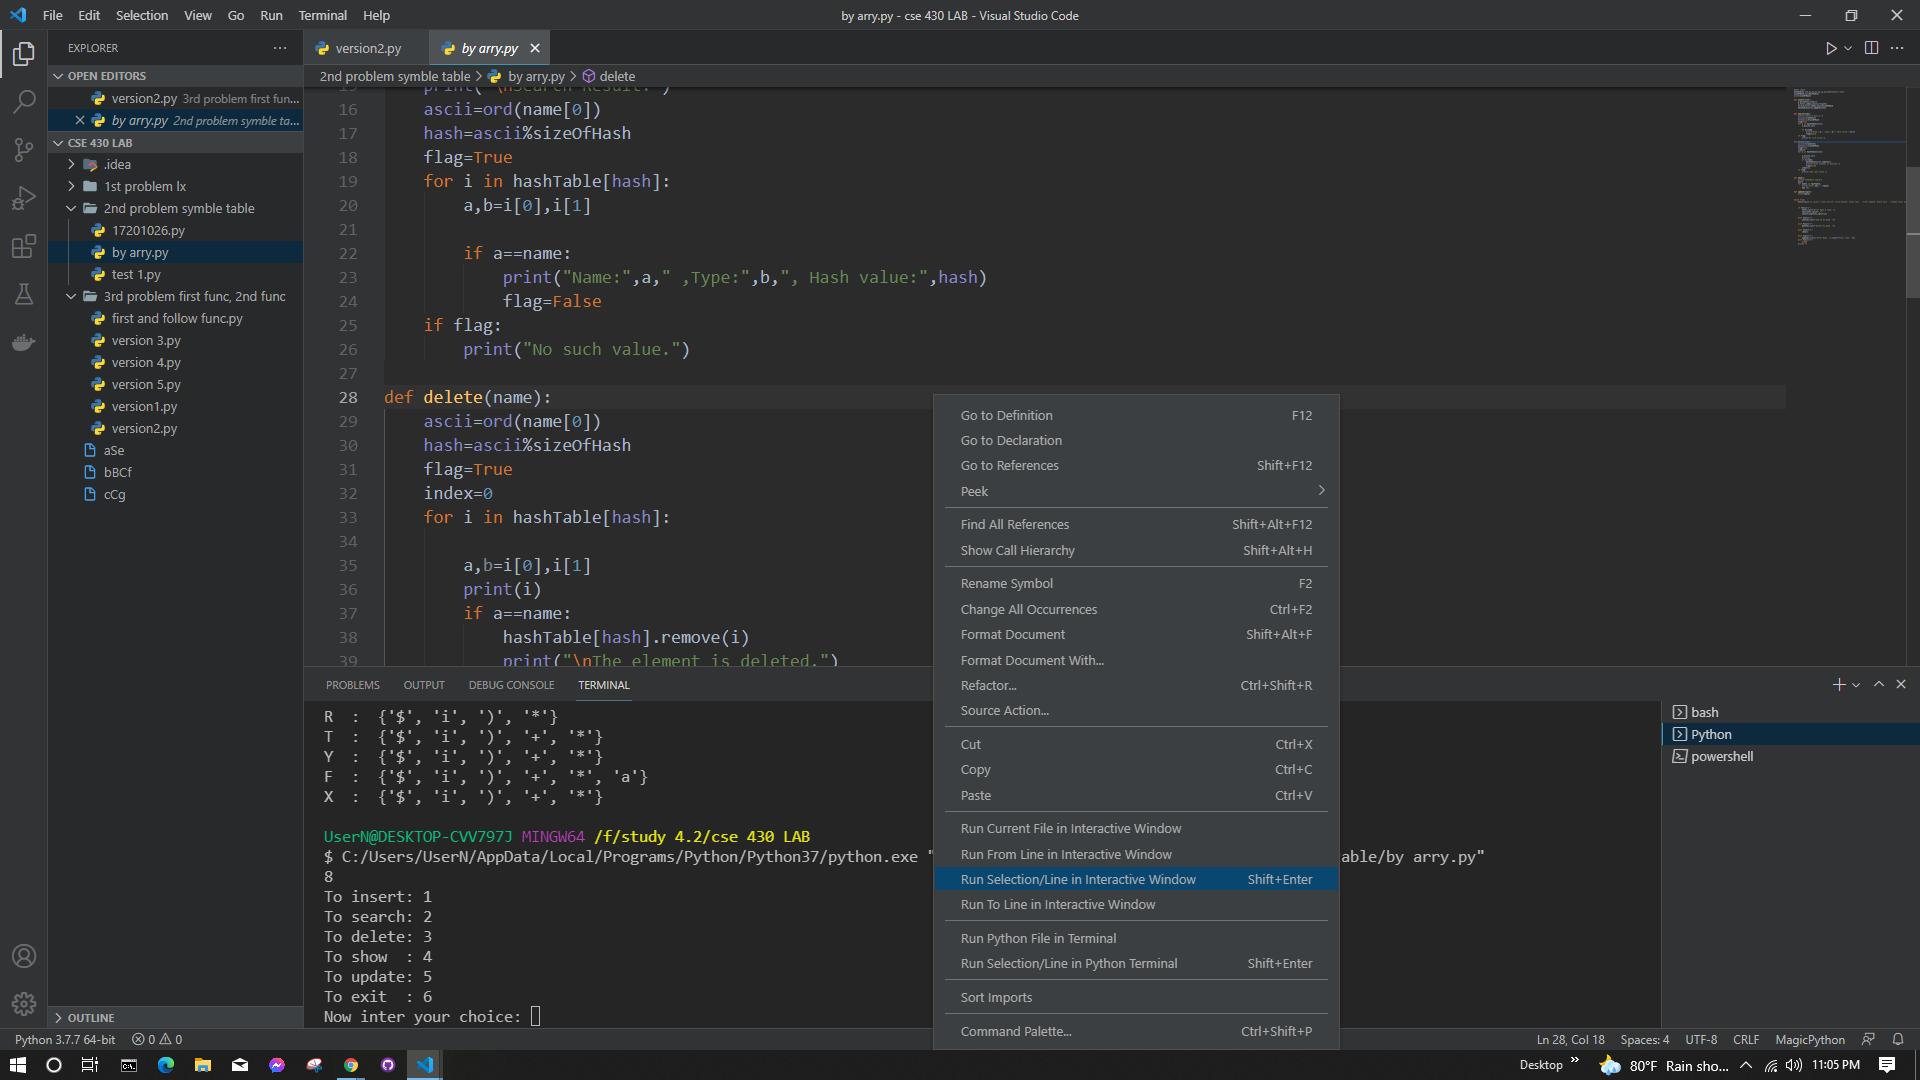 File Edit Selection View Go Run Terminal Help
by arry.py - cse 430 LAB - Visual Studio Code
EXPLORER
OPEN EDITORS
version2.py 3rd problem first fun...
by arry.py 2nd problem symble ta...
CSE 430 LAB
.idea
1st problem lx
2nd problem symble table
17201026.py
by arry.py
test 1.py
3rd problem first func, 2nd func
first and follow func.py
version 3.py
version 4.py
version 5.py
version1.py
version2.py
aSe
bBCf
cCg
OUTLINE
version2.py
by arry.py
2nd problem symble table > by arry.py > delete
15 print("\nSearch Result:")
16 ascii=ord(name[0])
17 hash=ascii%sizeOfHash
18 flag=True
19 for i in hashTable[hash]:
20 a,b=i[0],i[1]
21
22 if a==name:
23 print("Name:",a," ,Type:",b,", Hash value:",hash)
24 flag=False
25 if flag:
26 print("No such value.")
27
28 def delete(name):
29 ascii=ord(name[0])
30 hash=ascii%sizeOfHash
31 flag=True
32 index=0
33 for i in hashTable[hash]:
34
35 a,b=i[0],i[1]
36 print(i)
37 if a==name:
38 hashTable[hash].remove(i)
39 print("\nThe element is deleted.")
Go to Definition F12
Go to Declaration
Go to References Shift+F12
Peek
Find All References Shift+Alt+F12
Show Call Hierarchy Shift+Alt+H
Rename Symbol F2
Change All Occurrences Ctrl+F2
Format Document Shift+Alt+F
Format Document With...
Refactor... Ctrl+Shift+R
Source Action...
Cut Ctrl+X
Copy Ctrl+C
Paste Ctrl+V
Run Current File in Interactive Window
Run From Line in Interactive Window
Run Selection/Line in Interactive Window Shift+Enter
Run To Line in Interactive Window
Run Python File in Terminal
Run Selection/Line in Python Terminal Shift+Enter
Sort Imports
Command Palette... Ctrl+Shift+P
PROBLEMS OUTPUT DEBUG CONSOLE TERMINAL
R : {'$', 'i', ')', '*'}
T : {'$', 'i', ')', '+', '*'}
Y : {'$', 'i', ')', '+', '*'}
F : {'$', 'i', ')', '+', '*', 'a'}
X : {'$', 'i', ')', '+', '*'}
UserN@DESKTOP-CVV797J MINGW64 /f/study 4.2/cse 430 LAB
$ C:/Users/UserN/AppData/Local/Programs/Python/Python37/python.exe " able/by arry.py"
8
To insert: 1
To search: 2
To delete: 3
To show : 4
To update: 5
To exit : 6
Now inter your choice:
bash
Python
powershell
Python 3.7.7 64-bit 0 0
Ln 28, Col 18 Spaces: 4 UTF-8 CRLF MagicPython
Desktop » 80°F Rain sho... 11:05 PM